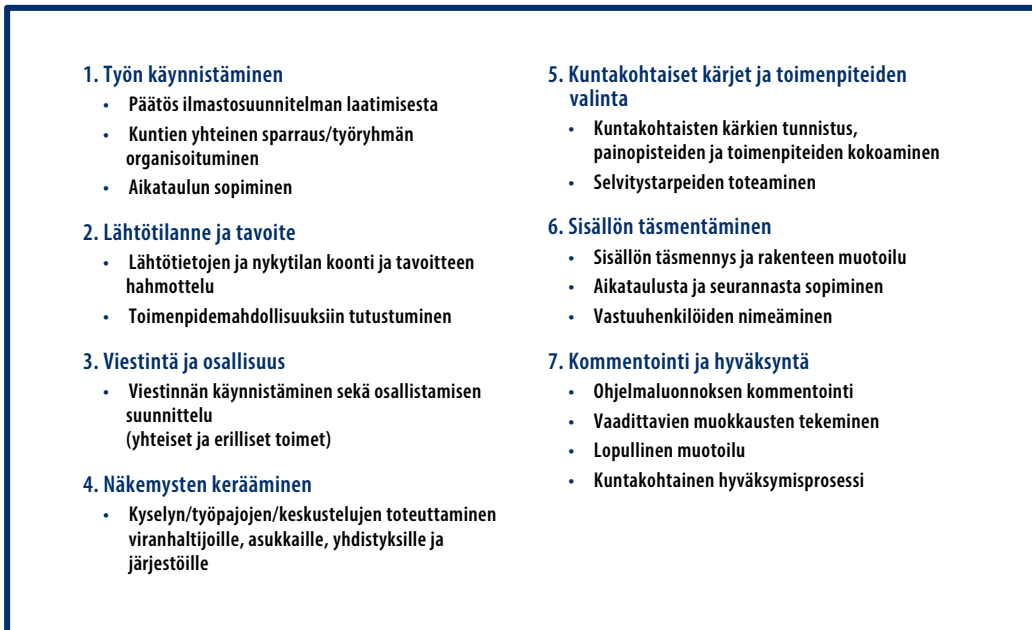 1. Työn käynnistäminen
• Päätös ilmastosuunnitelman laatimisesta
• Kuntien yhteinen sparraus/työryhmän
organisoituminen
• Aikataulun sopiminen
2. Lähtötilanne ja tavoite
• Lähtötietojen ja nykytilan koonti ja tavoitteen
hahmottelu
• Toimenpidemahdollisuuksiin tutustuminen
3. Viestintä ja osallisuus
• Viestinnän käynnistäminen sekä osallistamisen
suunnittelu
(yhteiset ja erilliset toimet)
4. Näkemysten kerääminen
• Kyselyn/työpajojen/keskustelujen toteuttaminen
viranhaltijoille, asukkaille, yhdistyksille ja
järjestöille
5. Kuntakohtaiset kärjet ja toimenpiteiden
valinta
• Kuntakohtaisten kärkien tunnistus,
painopisteiden ja toimenpiteiden kokoaminen
• Selvitystarpeiden toteaminen
6. Sisällön täsmentäminen
• Sisällön täsmennys ja rakenteen muotoilu
• Aikataulusta ja seurannasta sopiminen
• Vastuuhenkilöiden nimeäminen
7. Kommentointi ja hyväksyntä
• Ohjelmaluonnoksen kommentointi
• Vaadittavien muokkausten tekeminen
• Lopullinen muotoilu
• Kuntakohtainen hyväksymisprosessi